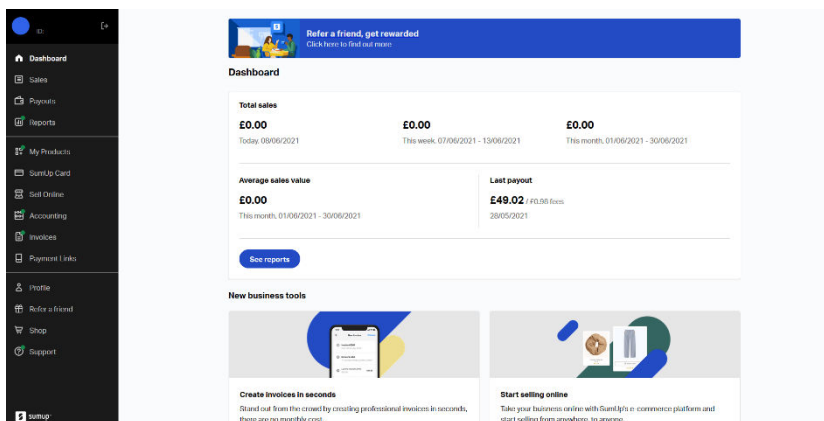 ID:
Dashboard
Sales
Payouts
Reports
My Products
SumUp Card
Sell Online
Accounting
Invoices
Payment Links
Profile
Refer a friend
Shop
Support
sumup
Refer a friend, get rewarded
Click here to find out more
Dashboard
Total sales
£0.00
Today, 08/06/2021
£0.00
This week, 07/06/2021 - 13/06/2021
£0.00
This month, 01/06/2021 - 30/06/2021
Average sales value
£0.00
This month, 01/06/2021 - 30/06/2021
Last payout
£49.02 / £0.98 fees
28/05/2021
See reports
New business tools
Create invoices in seconds
Stand out from the crowd by creating professional invoices in seconds,
there are no monthly cost
Start selling online
Take your business online with SumUp's e-commerce platform and
start selling from anywhere, to anyone